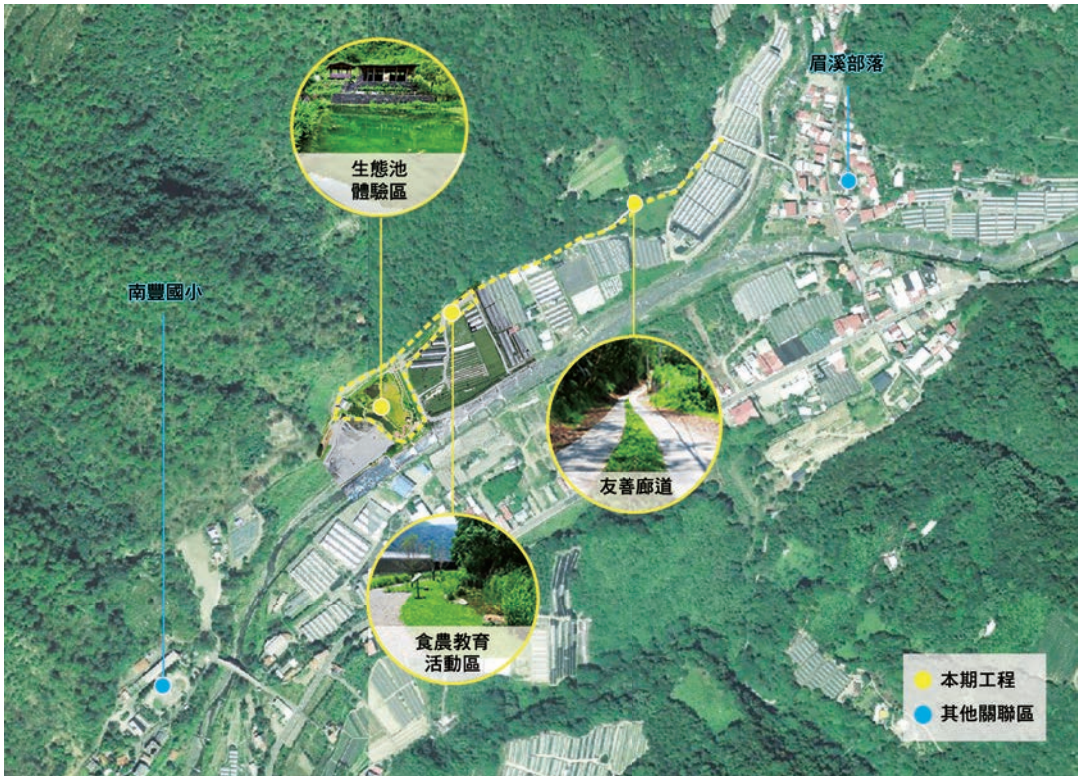 眉溪部落
生態池
體驗區
南豐國小
友善廊道
食農教育
活動區
本期工程
其他關聯區